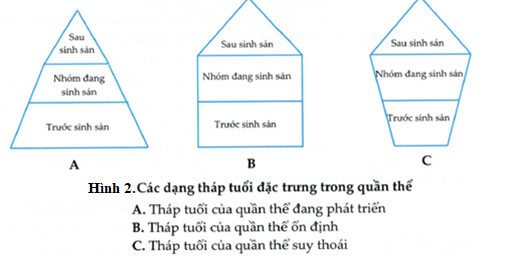 Sau
sinh sản
Nhóm đang
sinh sản
Trước sinh sản
A
Sau sinh sản
Nhóm đang sinh sản
Trước sinh sản
B
Sau sinh sản
Nhóm đang sinh sản
Trước sinh sản
C
Hình 2.Các dạng tháp tuổi đặc trưng trong quần thể
A. Tháp tuổi của quần thể đang phát triển
B. Tháp tuổi của quần thể ổn định
C. Tháp tuổi của quần thể suy thoái